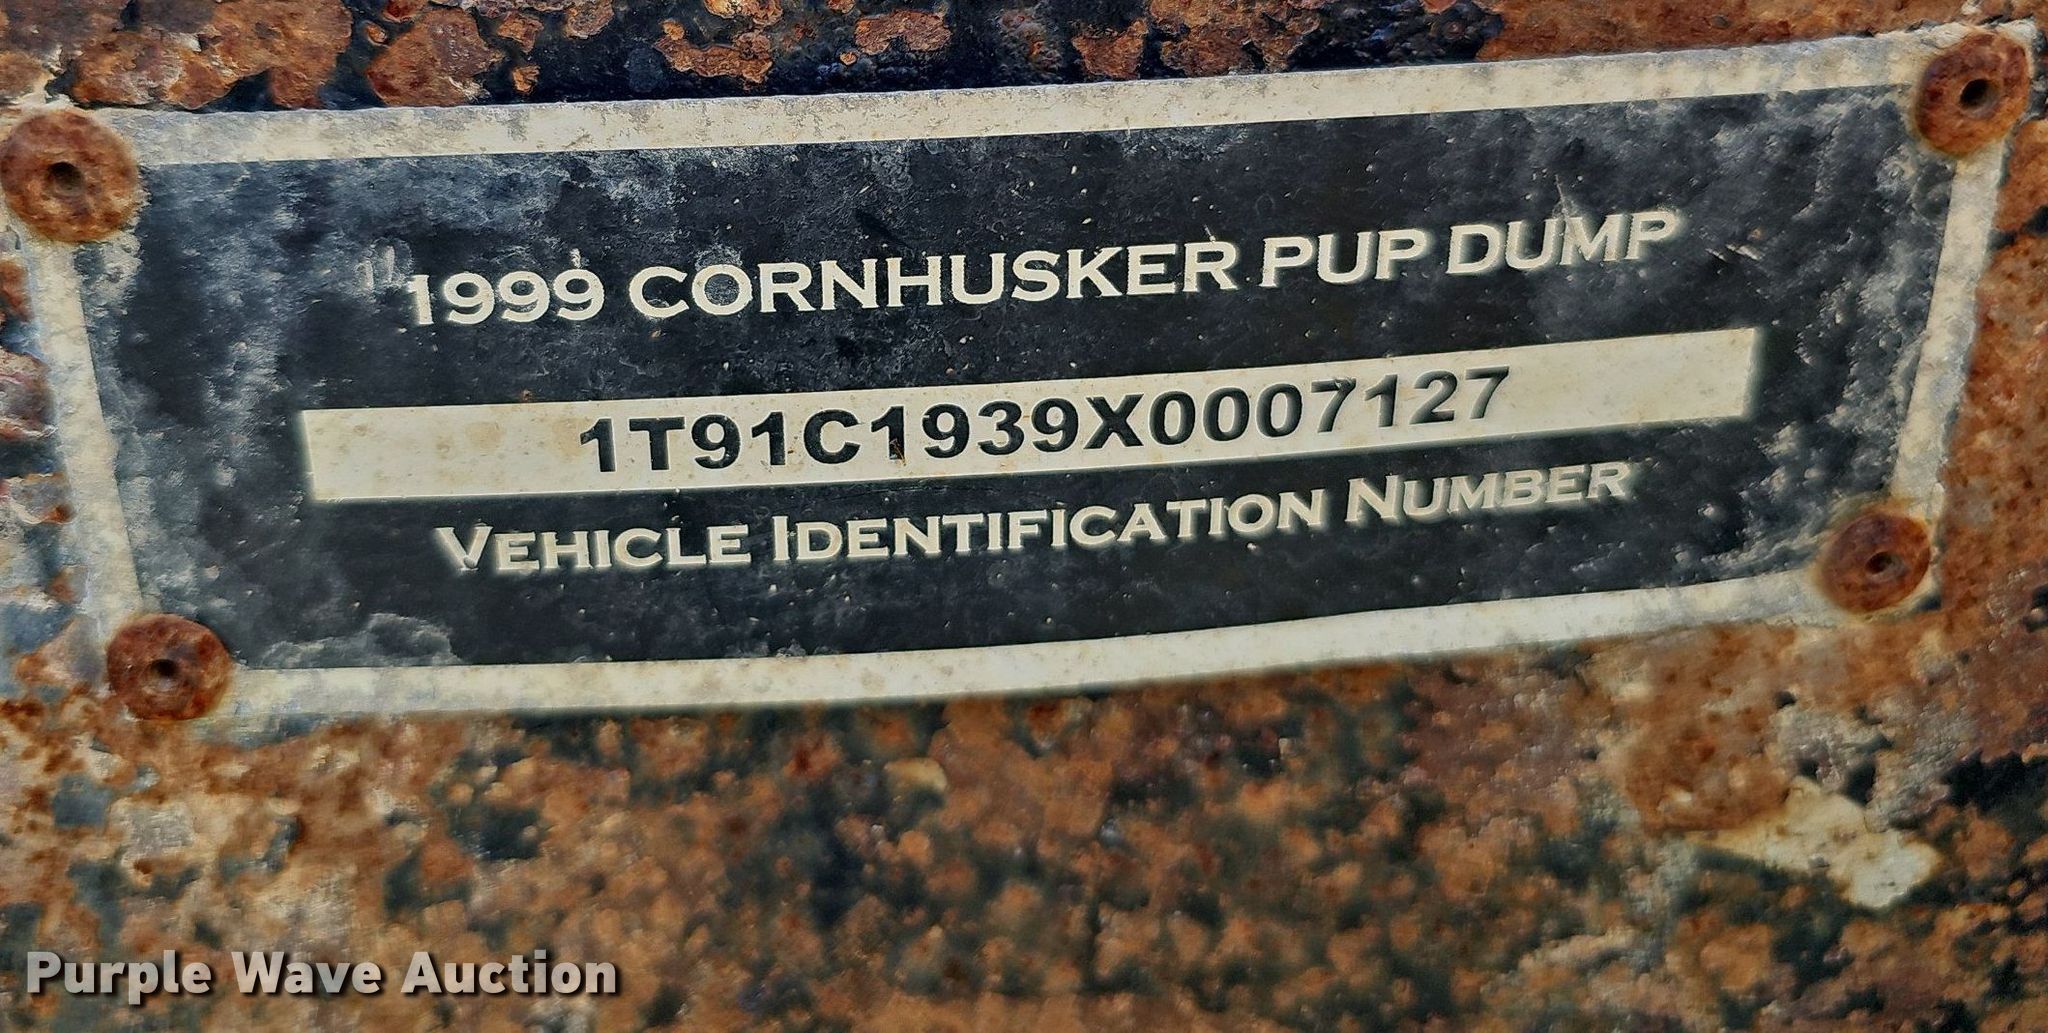 1999 CORNHUSKER PUP DUMP
1T91C1939X0007127
VEHICLE IDENTIFICATION NUMBER
Purple Wave Auction